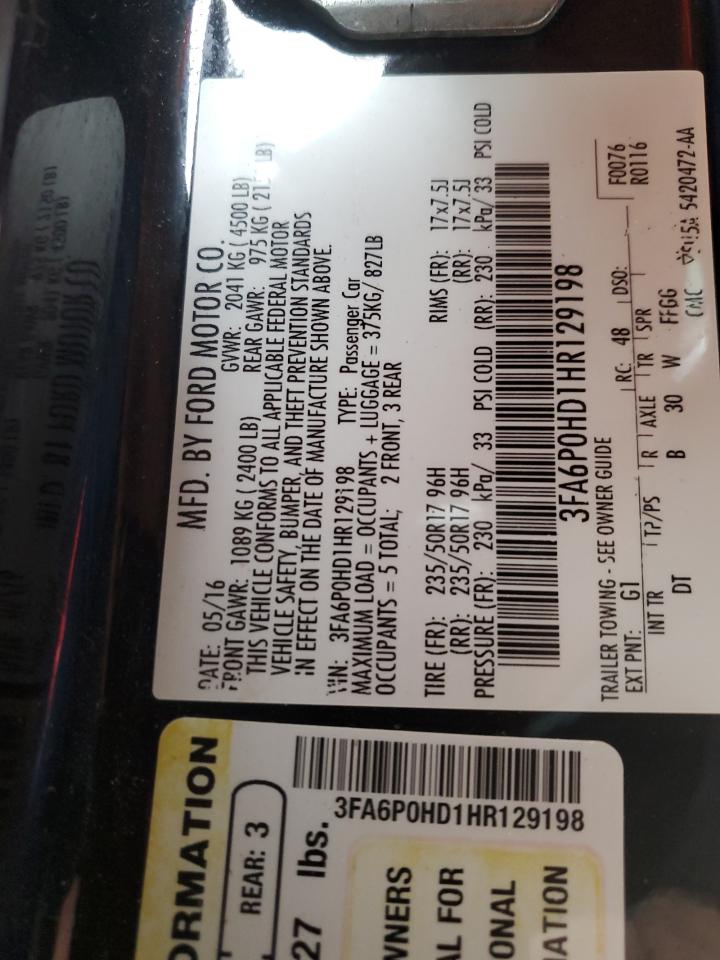 MFD. BY FORD MOTOR CO.
DATE: 05/16 GVWR: 2041 KG ( 4500 LB)
FRONT GAWR: 1089 KG ( 2400 LB) REAR GAWR: 975 KG ( 21 LB)
THIS VEHICLE CONFORMS TO ALL APPLICABLE FEDERAL MOTOR
VEHICLE SAFETY, BUMPER, AND THEFT PREVENTION STANDARDS
IN EFFECT ON THE DATE OF MANUFACTURE SHOWN ABOVE.
VIN: 3FA6P0HD1HR129198 TYPE: Passenger Car
MAXIMUM LOAD = OCCUPANTS + LUGGAGE = 375KG/ 827LB
OCCUPANTS = 5 TOTAL; 2 FRONT, 3 REAR
TIRE (FR): 235/50R17 96H RIMS (FR): 17x7.5J
(RR): 235/50R17 96H (RR): 17x7.5J
PRESSURE (FR): 230 kPa/ 33 PSI COLD (RR): 230 kPa/ 33 PSI COLD
3FA6P0HD1HR129198
TRAILER TOWING - SEE OWNER GUIDE
F0076
EXT PNT: G1 RC: 48 DSO: R0116
INT TR TP/PS R AXLE TR SPR
DT B 30 W FFGG
CMC USA 5420472-AA
ORMATION
REAR: 3
27 lbs.
3FA6P0HD1HR129198
WNERS
AL FOR
ONAL
ATION